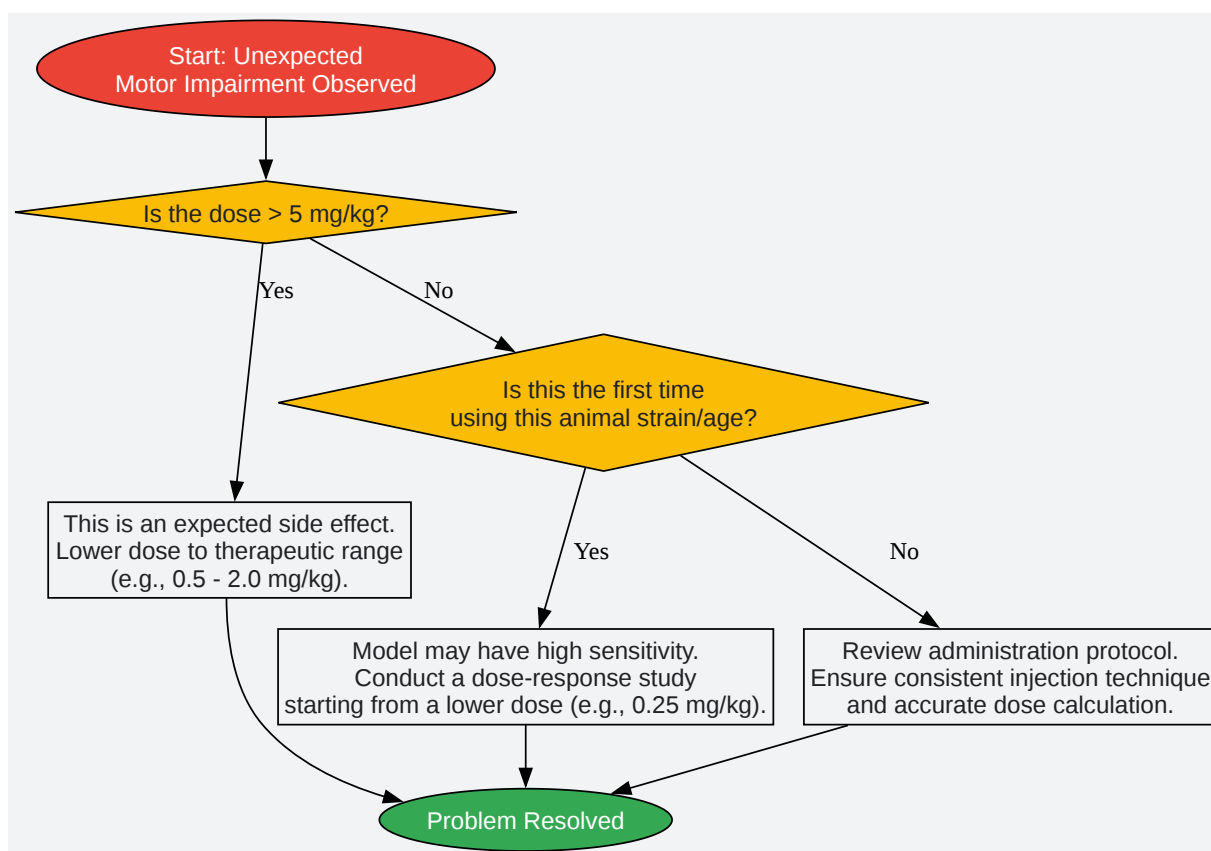 Start: Unexpected
Motor Impairment Observed
Is the dose > 5 mg/kg?
Yes
No
Is this the first time
using this animal strain/age?
This is an expected side effect.
Lower dose to therapeutic range
(e.g., 0.5 - 2.0 mg/kg).
Yes
No
Model may have high sensitivity.
Conduct a dose-response study
starting from a lower dose (e.g., 0.25 mg/kg).
Review administration protocol.
Ensure consistent injection technique
and accurate dose calculation.
Problem Resolved